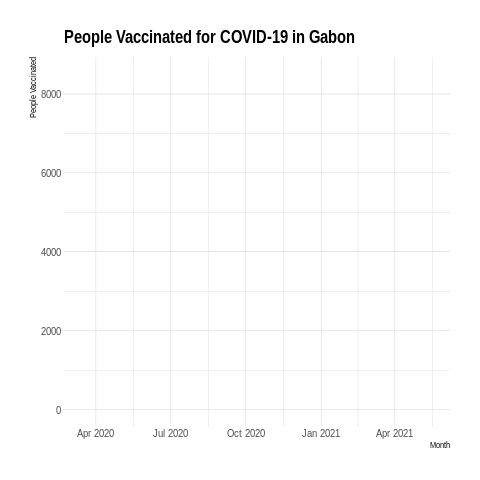 People Vaccinated for COVID-19 in Gabon
People Vaccinated
8000
6000
4000
2000
0
Apr 2020 Jul 2020 Oct 2020 Jan 2021 Apr 2021
Month